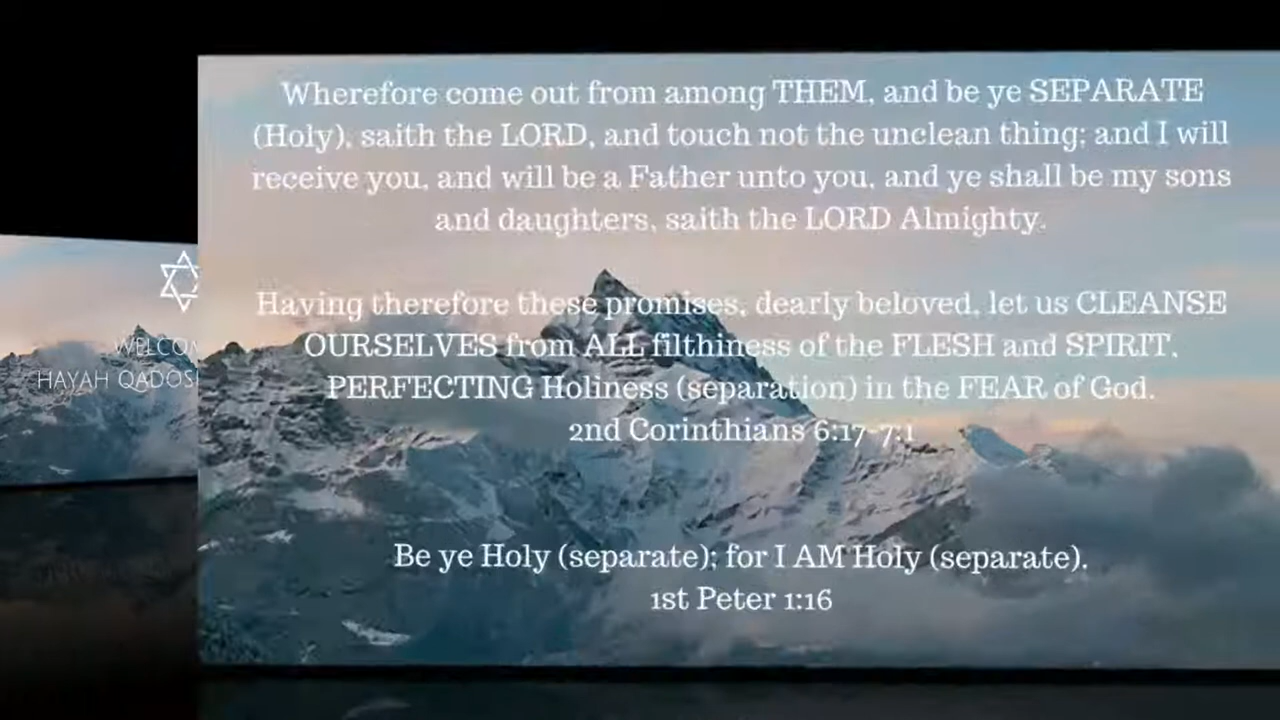 Wherefore come out from among THEM, and be ye SEPARATE
(Holy), saith the LORD, and touch not the unclean thing; and I will
receive you, and will be a Father unto you, and ye shall be my sons
and daughters, saith the LORD Almighty.
Having therefore these promises, dearly beloved, let us CLEANSE
OURSELVES from ALL filthiness of the FLESH and SPIRIT,
PERFECTING Holiness (separation) in the FEAR of God.
2nd Corinthians 6:17-7:1
Be ye Holy (separate); for I AM Holy (separate).
1st Peter 1:16
HAYAH